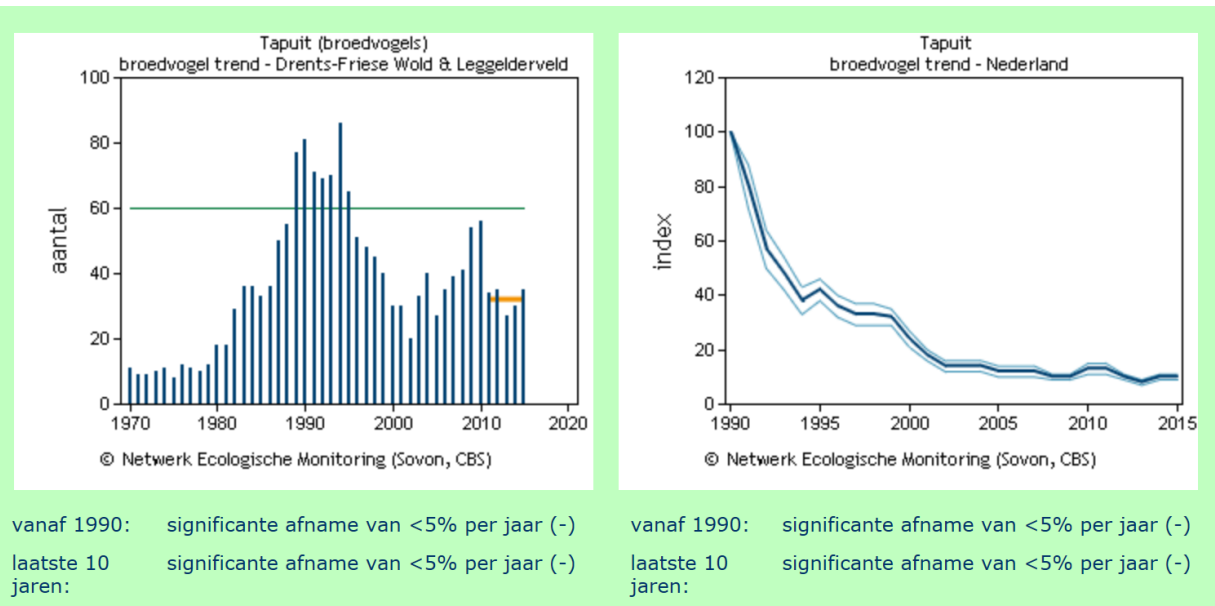 Tapuit (broedvogels)
broedvogel trend - Drents-Friese Wold & Leggelderveld
100
80
60
40
20
0
aantal
1970 1980 1990 2000 2010 2020
© Netwerk Ecologische Monitoring (Sovon, CBS)
Tapuit
broedvogel trend - Nederland
120
100
80
60
40
20
0
index
1990 1995 2000 2005 2010 2015
© Netwerk Ecologische Monitoring (Sovon, CBS)
vanaf 1990: significante afname van <5% per jaar (-)
laatste 10 significante afname van <5% per jaar (-)
jaren:
vanaf 1990: significante afname van <5% per jaar (-)
laatste 10 significante afname van <5% per jaar (-)
jaren: